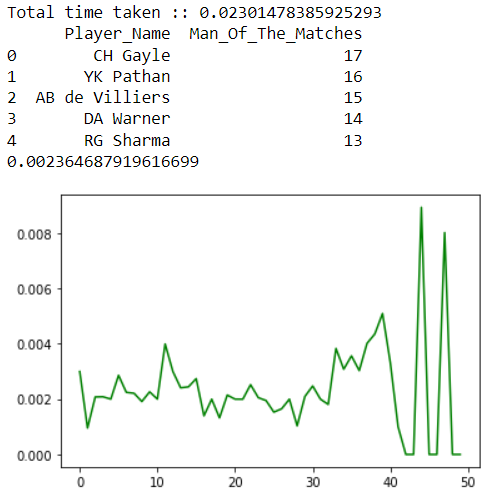 Total time taken :: 0.02301478385925293
Player_Name Man_Of_The_Matches
0 CH Gayle 17
1 YK Pathan 16
2 AB de Villiers 15
3 DA Warner 14
4 RG Sharma 13
0.002364687919616699
0.008
0.006
0.004
0.002
0.000
0 10 20 30 40 50